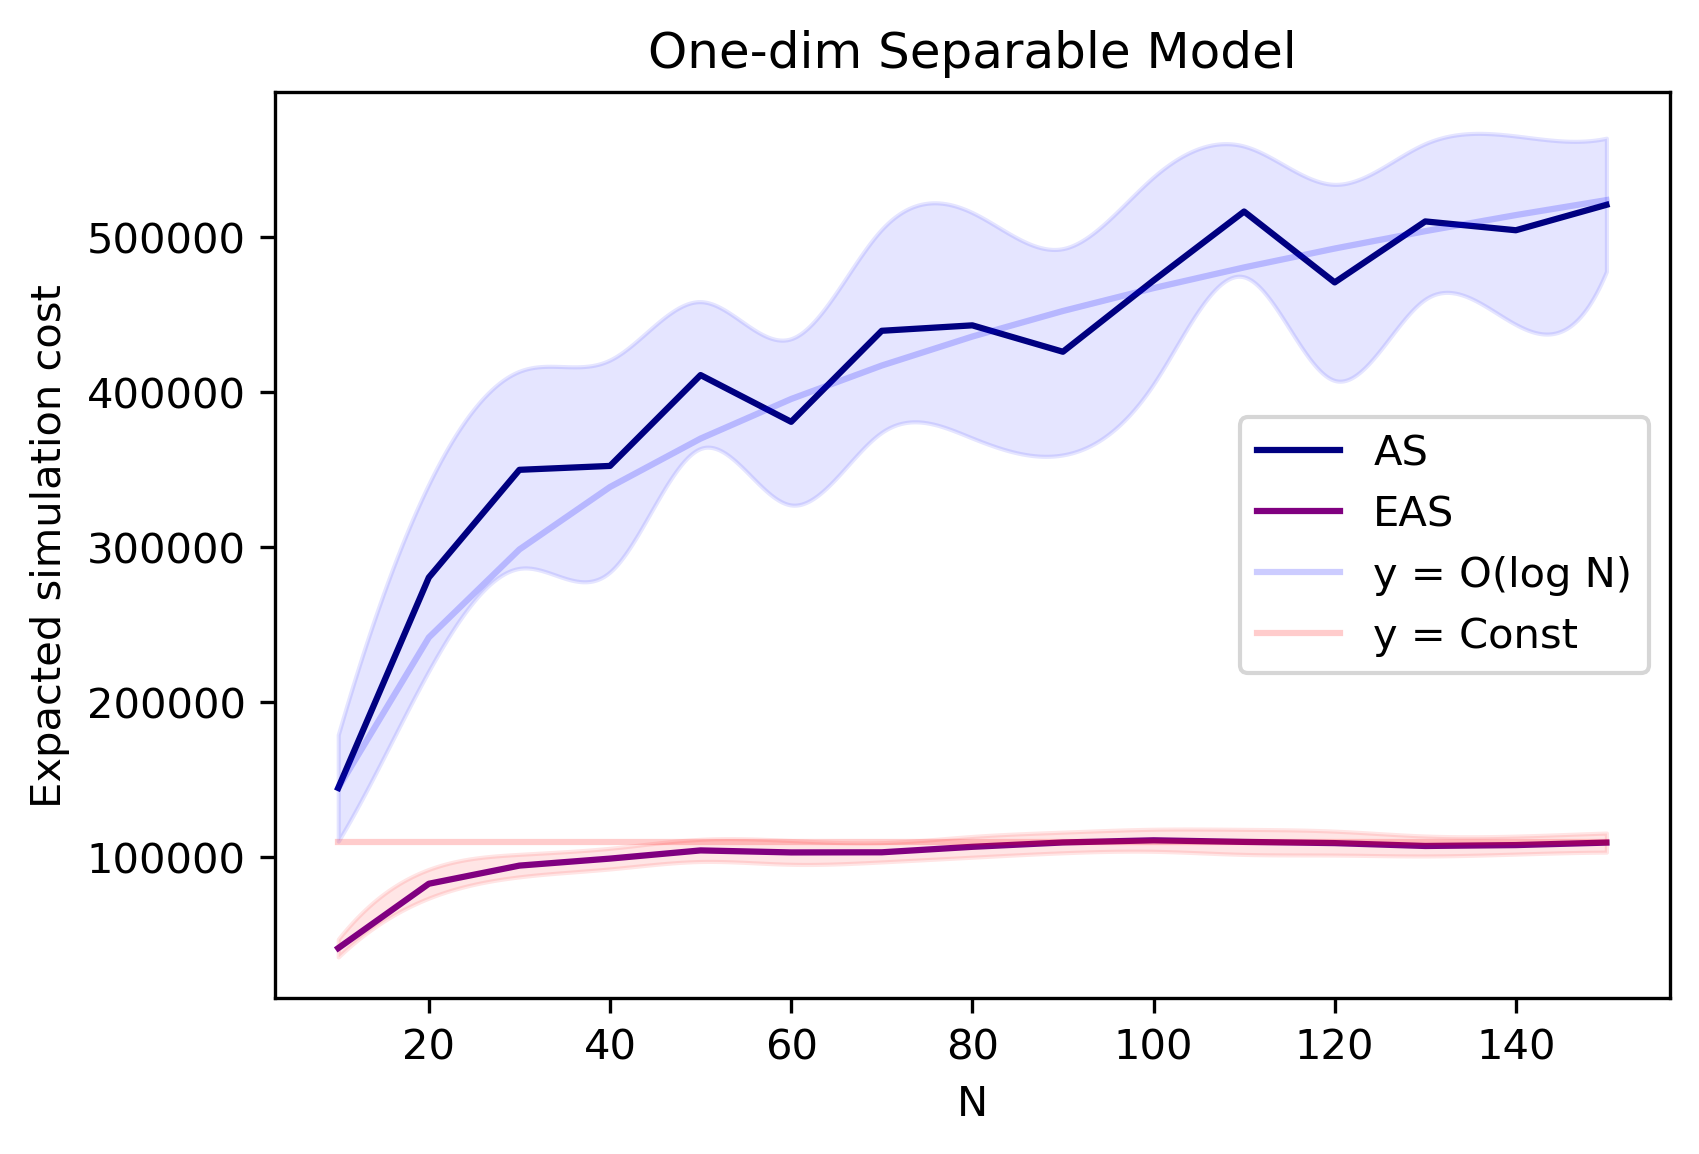 One-dim Separable Model
Expacted simulation cost
500000
400000
300000
200000
100000
AS
EAS
y = O(log N)
y = Const
20 40 60 80 100 120 140
N